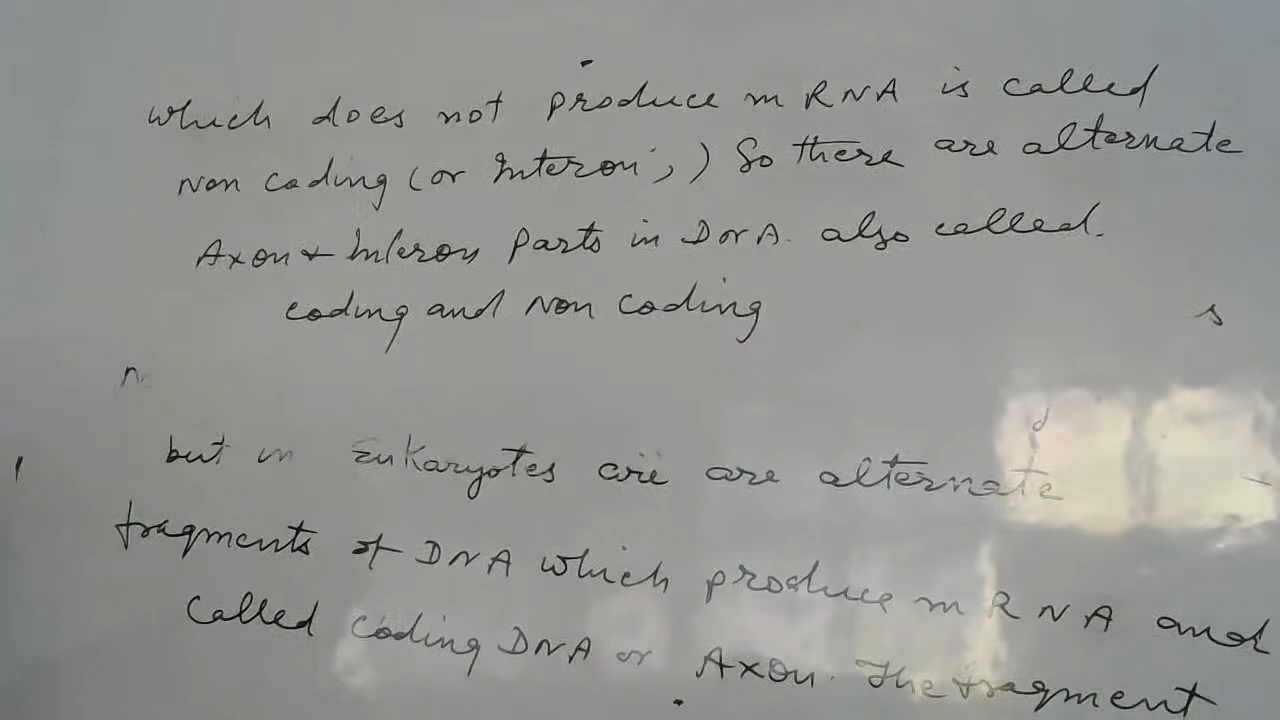 which does not produce mRNA is called
Non coding (or Interon,) So there are alternate
Axon + Interon Parts in DNA. also called.
coding and Non coding
s
n
d
but in Eukaryotes are are alternate
fragments of DNA which produce mRNA and
called coding DNA or Axon. The fragment